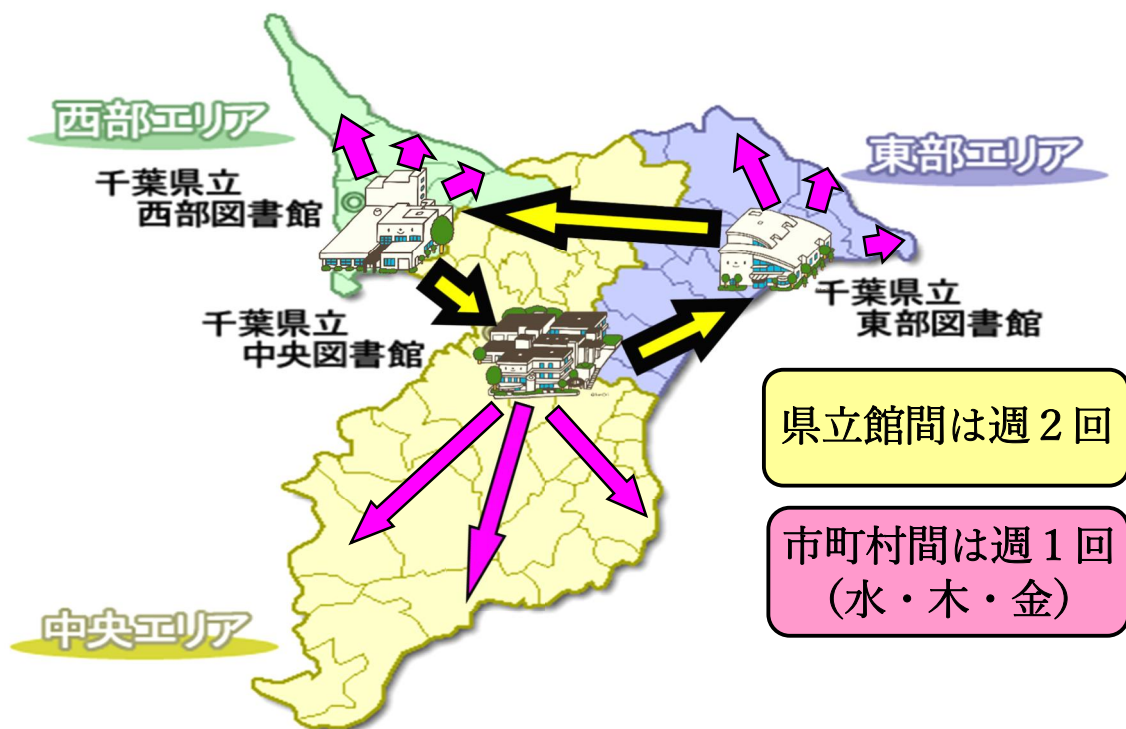 西部エリア
千葉県立
西部図書館
東部エリア
千葉県立
東部図書館
千葉県立
中央図書館
県立館間は週２回
市町村間は週１回
（水・木・金）
中央エリア